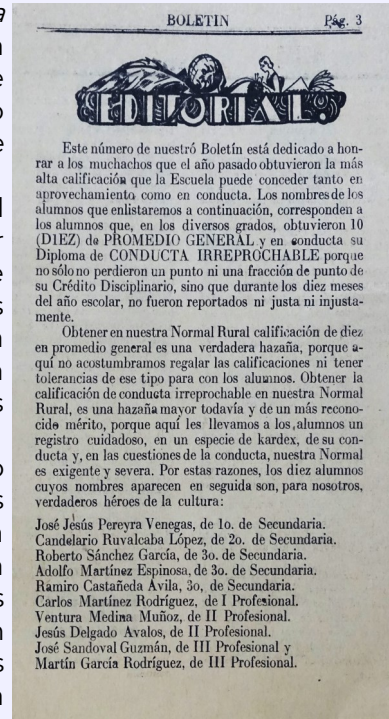 BOLETIN Pág. 3
EDITORIAL
Este número de nuestró Boletín está dedicado a hon-
rar a los muchachos que el año pasado obtuvieron la más
alta calificación que la Escuela puede conceder tanto en
aprovechamiento como en conducta. Los nombres de los
alumnos que enlistaremos a continuación, corresponden a
los alumnos que, en los diversos grados, obtuvieron 10
(D1EZ) de PROMEDIO GENERAL y en conducta su
Diploma de CONDUCTA IRREPROCHABLE porque
no sólo no perdieron un punto ni una fracción de punto de
su Crédito Disciplinario, sino que durante los diez meses
del año escolar, no fueron reportados ni justa ni injusta-
mente.
Obtener en nuestra Normal Rural calificación de diez
en promedio general es una verdadera hazaña, porque a-
quí no acostumbramos regalar las calificaciones ni tener
tolerancias de ese tipo para con los alumnos. Obtener la
calificación de conducta irreprochable en nuestra Normal
Rural, es una hazaña mayor todavía y de un más recono-
cido mérito, porque aquí les llevamos a los alumnos un
registro cuidadoso, en un especie de kardex, de su con-
ducta y, en las cuestiones de la conducta, nuestra Normal
es exigente y severa. Por estas razones, los diez alumnos
cuyos nombres aparecen en seguida son, para nosotros,
verdaderos héroes de la cultura:
José Jesús Pereyra Venegas, de 1o. de Secundaria.
Candelario Ruvalcaba López, de 2o. de Secundaria.
Roberto Sánchez García, de 3o. de Secundaria.
Adolfo Martínez Espinosa, de 3o. de Secundaria.
Ramiro Castañeda Avila, 3o, de Secundaria.
Carlos Martínez Rodríguez, de I Profesional.
Ventura Medina Muñoz, de II Profesional.
Jesús Delgado Avalos, de II Profesional.
José Sandoval Guzmán, de III Profesional y
Martín García Rodríguez, de III Profesional.